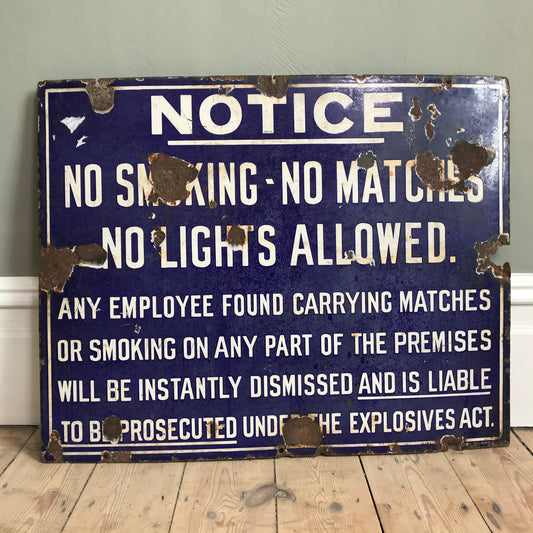 NOTICE
NO SMOKING - NO MATCHES
NO LIGHTS ALLOWED.
ANY EMPLOYEE FOUND CARRYING MATCHES
OR SMOKING ON ANY PART OF THE PREMISES
WILL BE INSTANTLY DISMISSED AND IS LIABLE
TO BE PROSECUTED UNDER THE EXPLOSIVES ACT.